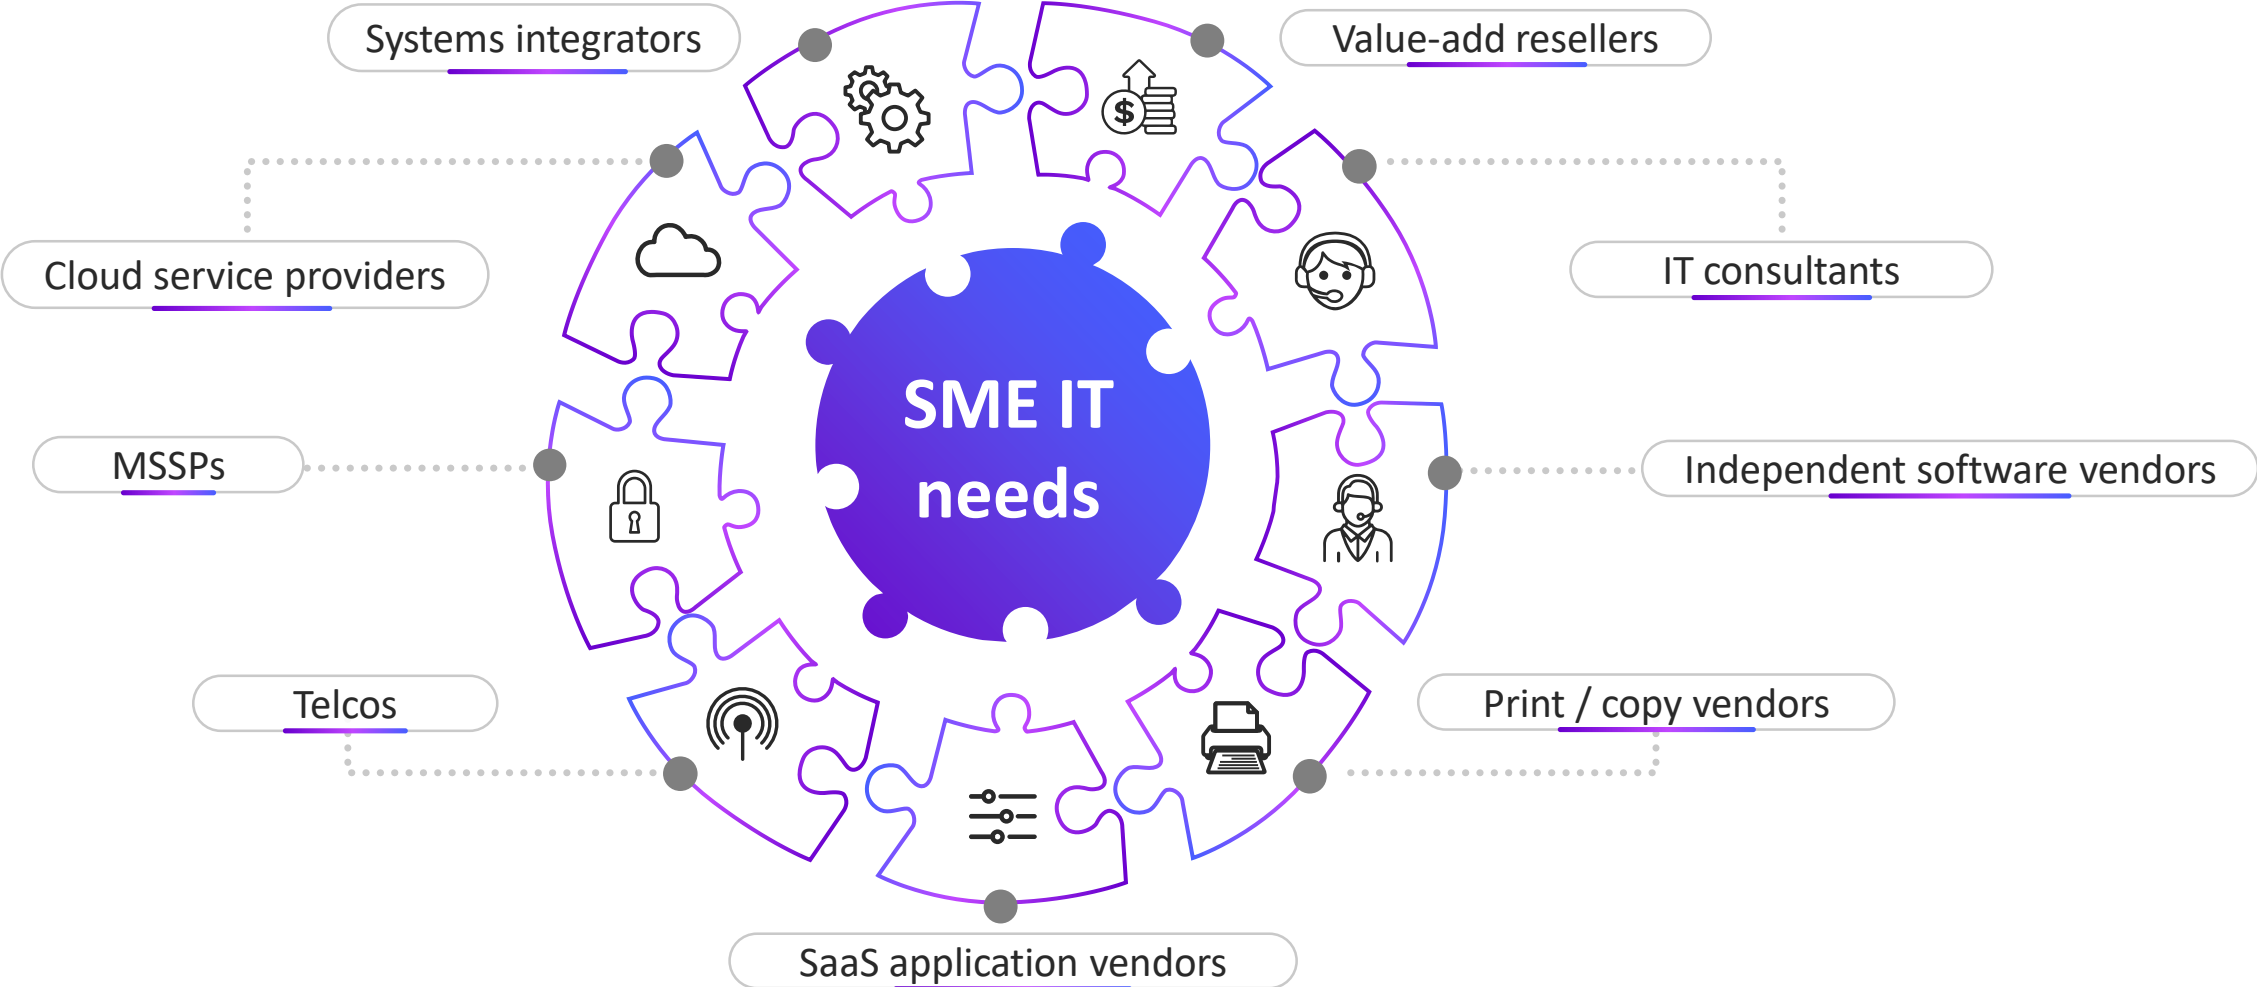 Systems integrators
Value-add resellers
Cloud service providers
IT consultants
SME IT
needs
MSSPs
Independent software vendors
Telcos
Print / copy vendors
SaaS application vendors
$